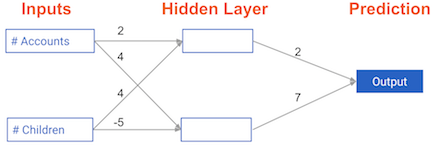 Inputs Hidden Layer Prediction
# Accounts
2
4
2
Output
4
7
# Children
-5